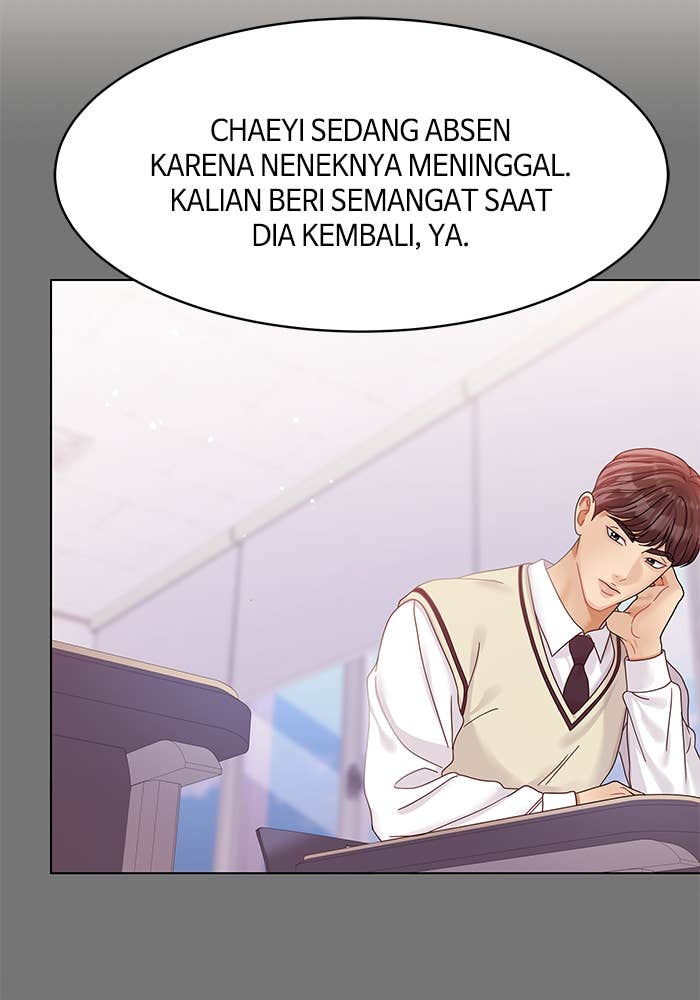 CHAEYI SEDANG ABSEN
KARENA NENEKNYA MENINGGAL.
KALIAN BERI SEMANGAT SAAT
DIA KEMBALI, YA.